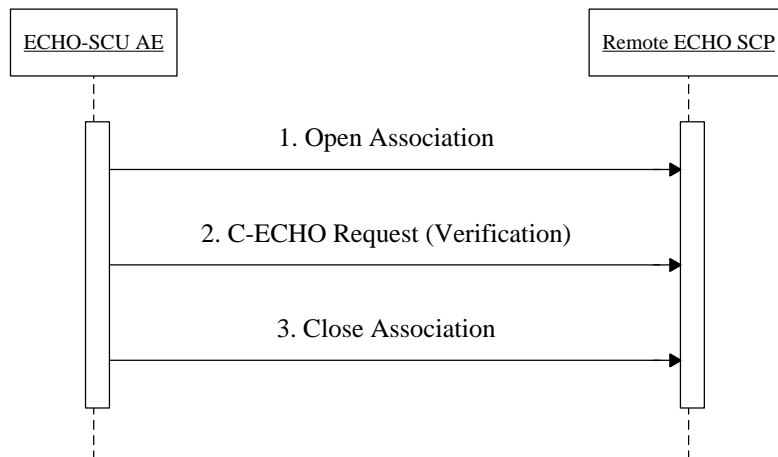 ECHO-SCU AE
Remote ECHO SCP
1. Open Association
2. C-ECHO Request (Verification)
3. Close Association